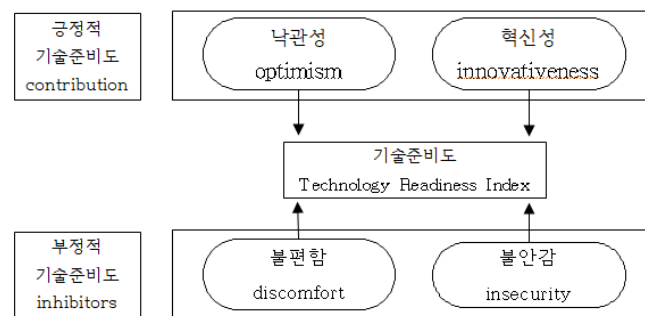 긍정적
기술준비도
contribution
낙관성
optimism
혁신성
innovativeness
기술준비도
Technology Readiness Index
부정적
기술준비도
inhibitors
불편함
discomfort
불안감
insecurity